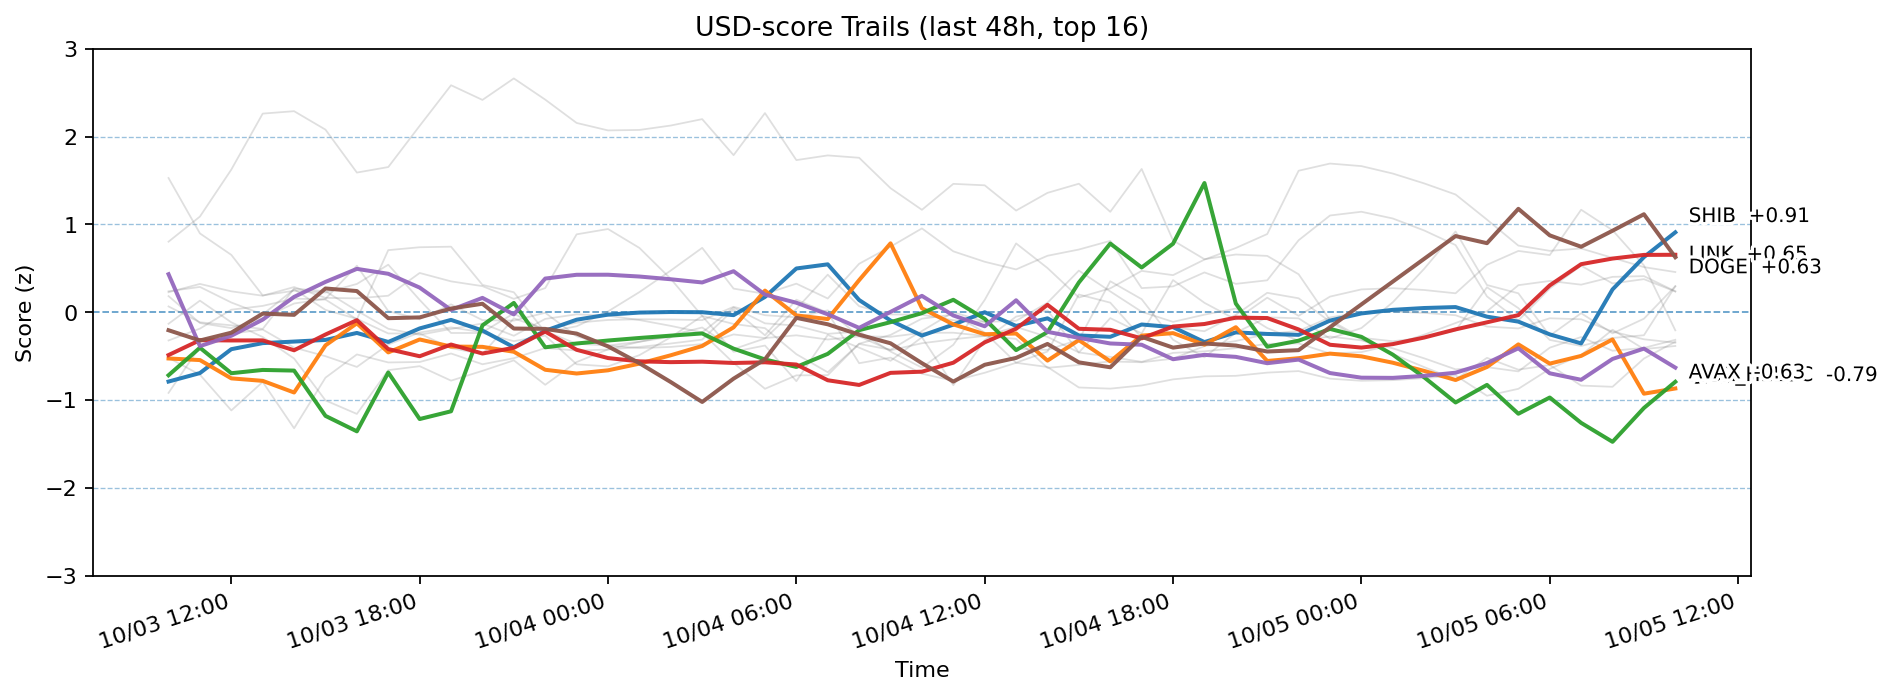 USD-score Trails (last 48h, top 16)
3
2
1
0
−1
−2
−3
Score (z)
SHIB +0.91
LINK +0.65
DOGE +0.63
AVAX -0.63
-0.79
10/03 12:00
10/03 18:00
10/04 00:00
10/04 06:00
10/04 12:00
10/04 18:00
10/05 00:00
10/05 06:00
10/05 12:00
Time